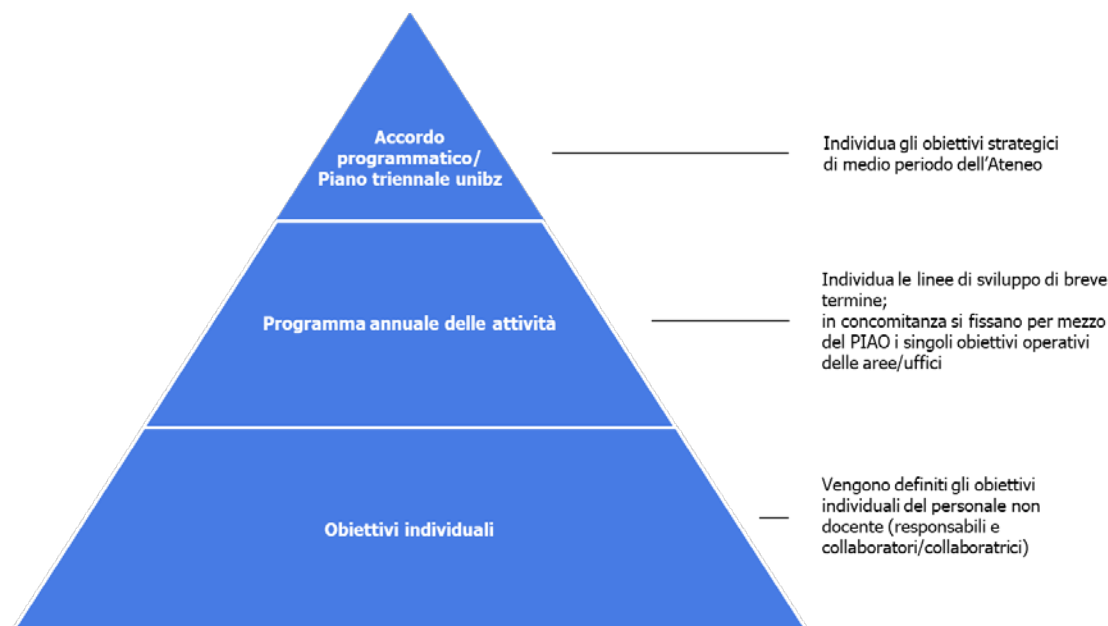 Accordo
programmatico/
Piano triennale unibz
Individua gli obiettivi strategici
di medio periodo dell'Ateneo
Programma annuale delle attività
Individua le linee di sviluppo di breve
termine;
in concomitanza si fissano per mezzo
del PIAO i singoli obiettivi operativi
delle aree/uffici
Obiettivi individuali
Vengono definiti gli obiettivi
individuali del personale non
docente (responsabili e
collaboratori/collaboratrici)